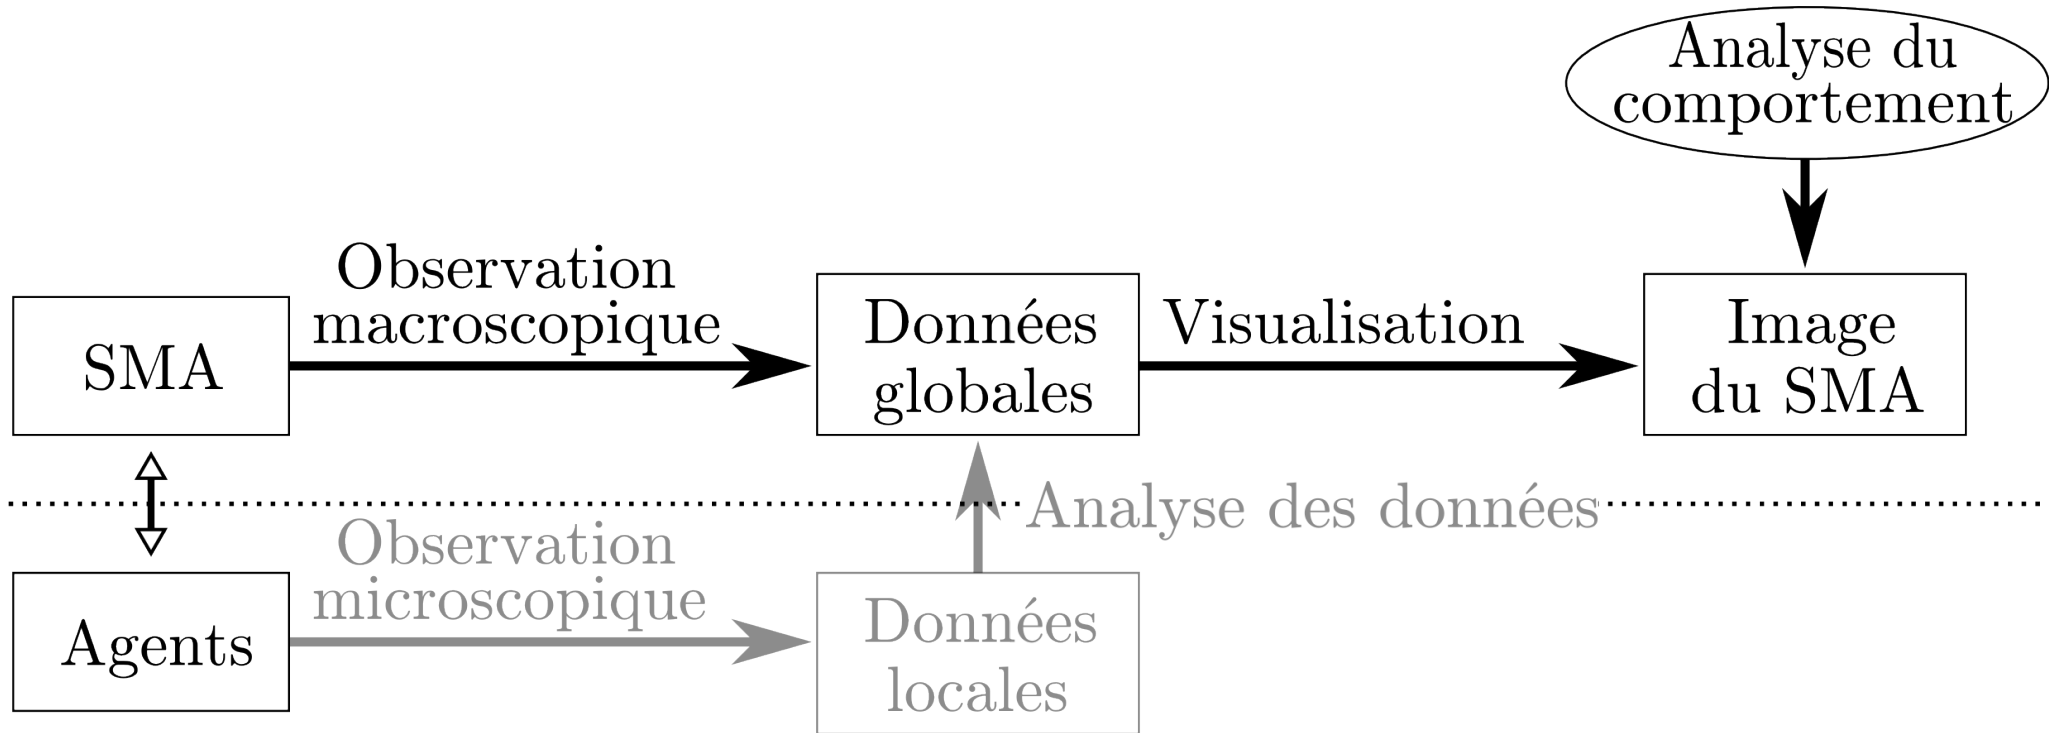 Analyse du
comportement
Observation
macroscopique
SMA
Données
globales
Visualisation
Image
du SMA
Analyse des données
Observation
microscopique
Agents
Données
locales